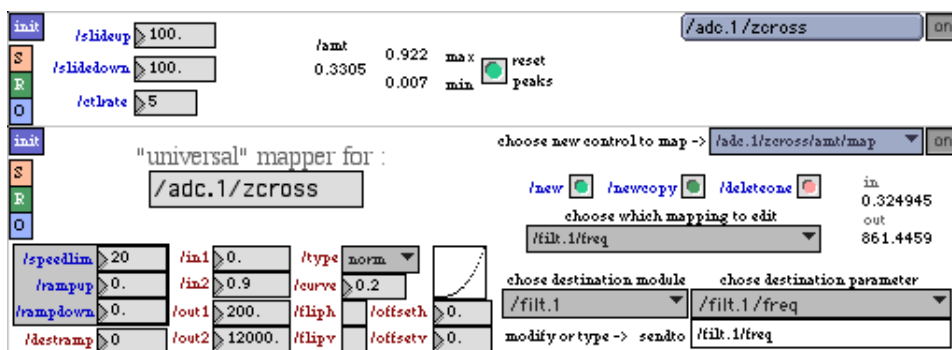 init /slideup 100. /amt 0.922 max reset /adc.1/zcross on
S /slidedown 100. 0.3305 0.007 min peaks
R /ctlrate 5
O
init "universal" mapper for : choose new control to map -> /adc.1/zcross/amt/map on
S /adc.1/zcross /new /newcopy /deleteone in
R 0.324945
O choose which mapping to edit out
/filt.1/freq 861.4459
/speedlim 20 /in1 0. /type norm
/rampup 0. /in2 0.9 /curve 0.2 chose destination module chose destination parameter
/rampdown 0. /out1 200. /fliph /offseth 0. /filt.1 /filt.1/freq
/destramp 0 /out2 12000. /flipv /offsetv 0. modify or type -> sendto /filt.1/freq